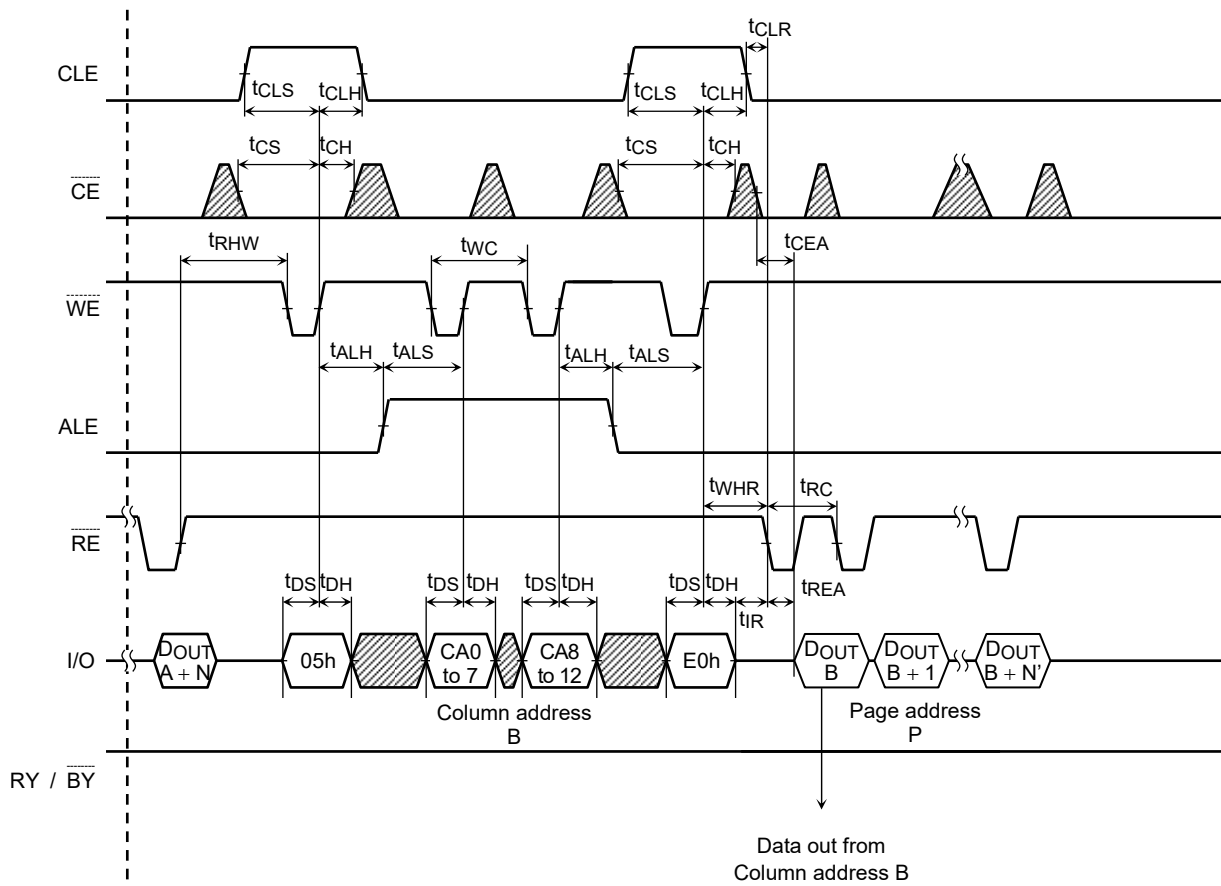 tCLR
CLE
tCLS tCLH tCLS tCLH
tCS tCH tCS tCH
CE
tRHW tWC tCEA
WE
tALH tALS tALH tALS
ALE
tWHR tRC
RE
tDS tDH tDS tDH tDS tDH tDS tDH tREA
tIR
I/O
DOUT
A + N
05h
CA0
to 7
CA8
to 12
E0h
DOUT
B
DOUT
B + 1
DOUT
B + N’
Column address
B
Page address
P
RY / BY
Data out from
Column address B